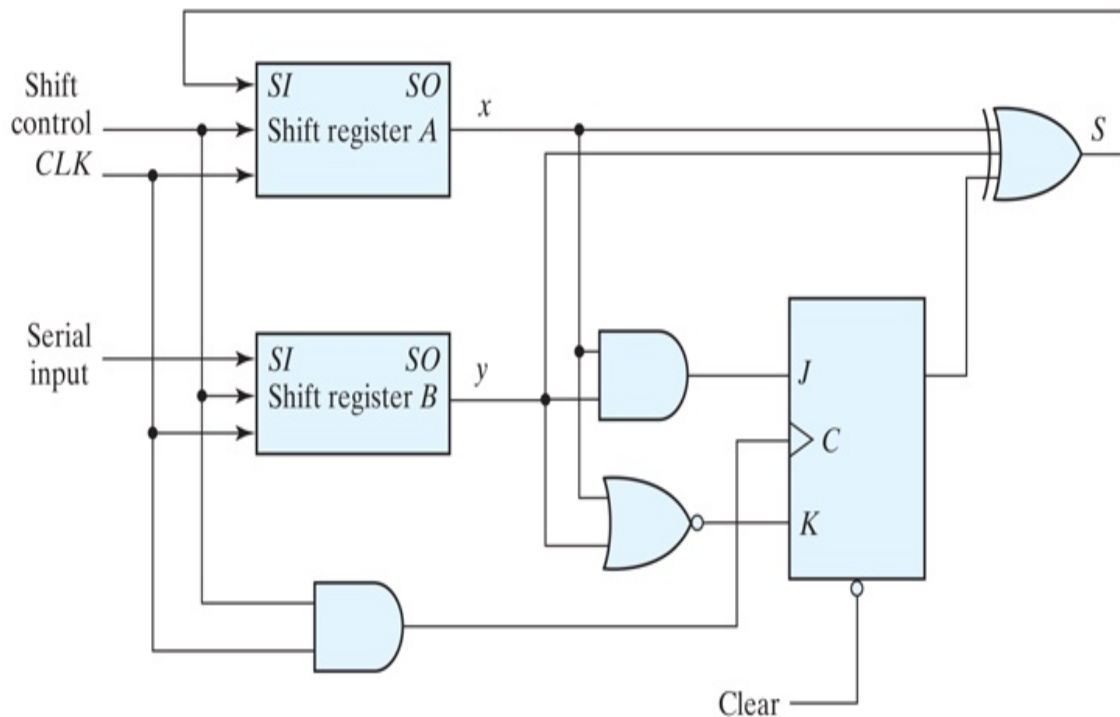 Shift
control
CLK
SI SO
Shift register A
x
S
Serial
input
SI SO
Shift register B
y
J
C
K
Clear